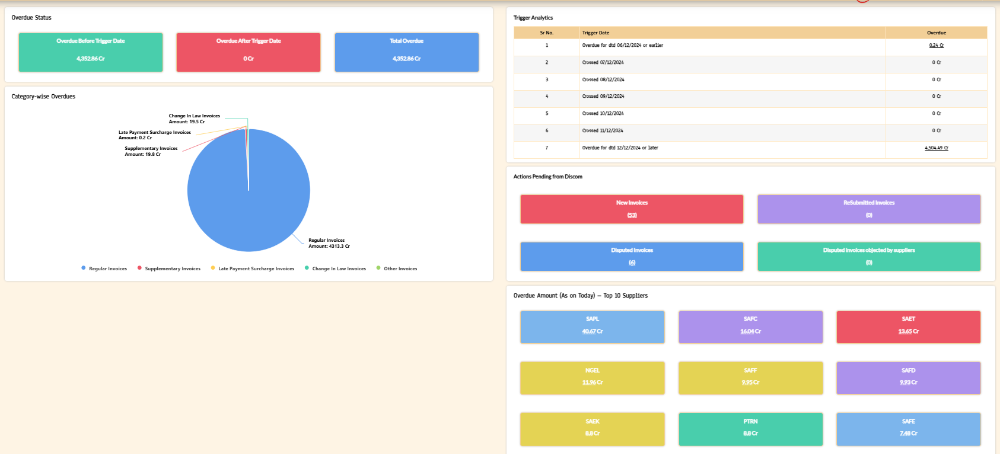 Overdue Status
Overdue Before Trigger Date
4,352.86 Cr
Overdue After Trigger Date
0 Cr
Total Overdue
4,352.86 Cr
Category-wise Overdues
Change In Law Invoices
Amount: 19.5 Cr
Late Payment Surcharge Invoices
Amount: 0.2 Cr
Supplementary Invoices
Amount: 19.8 Cr
Regular Invoices
Amount: 4313.3 Cr
Regular Invoices Supplementary Invoices Late Payment Surcharge Invoices Change In Law Invoices Other Invoices
Trigger Analytics
Sr No. Trigger Date Overdue
1 Overdue for dtd 06/12/2024 or earlier 0.24 Cr
2 Crossed 07/12/2024 0 Cr
3 Crossed 08/12/2024 0 Cr
4 Crossed 09/12/2024 0 Cr
5 Crossed 10/12/2024 0 Cr
6 Crossed 11/12/2024 0 Cr
7 Overdue for dtd 12/12/2024 or later 4,504.49 Cr
Actions Pending from Discom
New Invoices
(53)
ReSubmitted Invoices
(0)
Disputed Invoices
(6)
Disputed Invoices objected by suppliers
(0)
Overdue Amount (As on Today) – Top 10 Suppliers
SAPL
40.67 Cr
SAFC
16.04 Cr
SAET
13.65 Cr
NGEL
11.96 Cr
SAFF
9.95 Cr
SAFD
9.93 Cr
SAEK
8.8 Cr
PTRN
8.8 Cr
SAFE
7.48 Cr